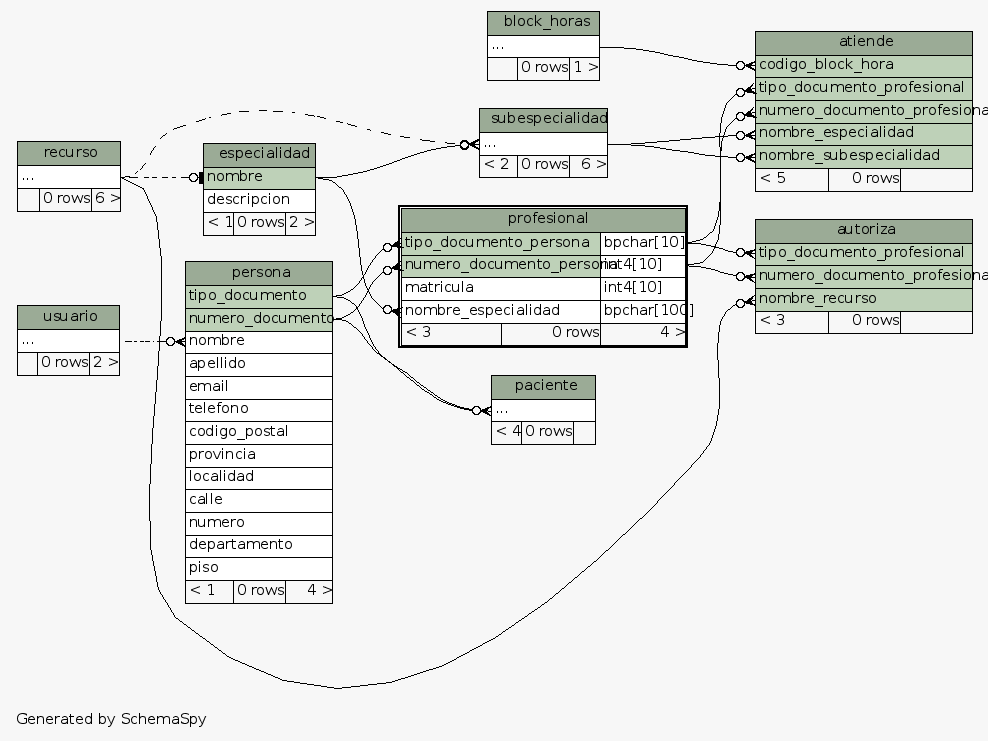 block_horas
...
0 rows 1 >
atiende
codigo_block_hora
tipo_documento_profesional
numero_documento_profesiona
nombre_especialidad
nombre_subespecialidad
< 5 0 rows
subespecialidad
...
< 2 0 rows 6 >
recurso
...
0 rows 6 >
especialidad
nombre
descripcion
< 1 0 rows 2 >
profesional
tipo_documento_persona bpchar[10]
numero_documento_persona int4[10]
matricula int4[10]
nombre_especialidad bpchar[100]
< 3 0 rows 4 >
autoriza
tipo_documento_profesional
numero_documento_profesiona
nombre_recurso
< 3 0 rows
persona
tipo_documento
numero_documento
nombre
apellido
email
telefono
codigo_postal
provincia
localidad
calle
numero
departamento
piso
< 1 0 rows 4 >
usuario
...
0 rows 2 >
paciente
...
< 4 0 rows
Generated by SchemaSpy